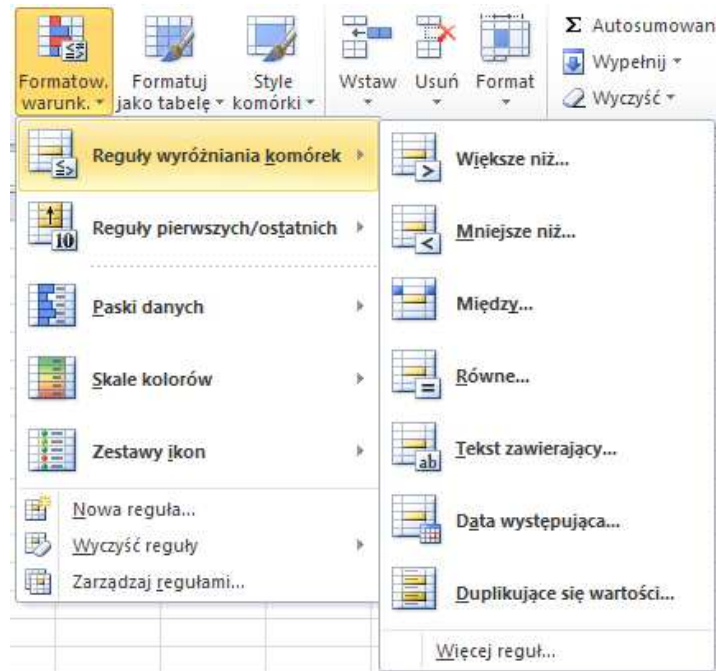 Formatow. warunk.
Formatuj jako tabelę
Style komórki
Wstaw
Usuń
Format
Σ Autosumowan
Wypełnij
Wyczyść
Reguły wyróżniania komórek
Reguły pierwszych/ostatnich
Paski danych
Skale kolorów
Zestawy ikon
Nowa reguła...
Wyczyść reguły
Zarządzaj regułami...
Większe niż...
Mniejsze niż...
Między...
Równe...
Tekst zawierający...
Data występująca...
Duplikujące się wartości...
Więcej reguł...